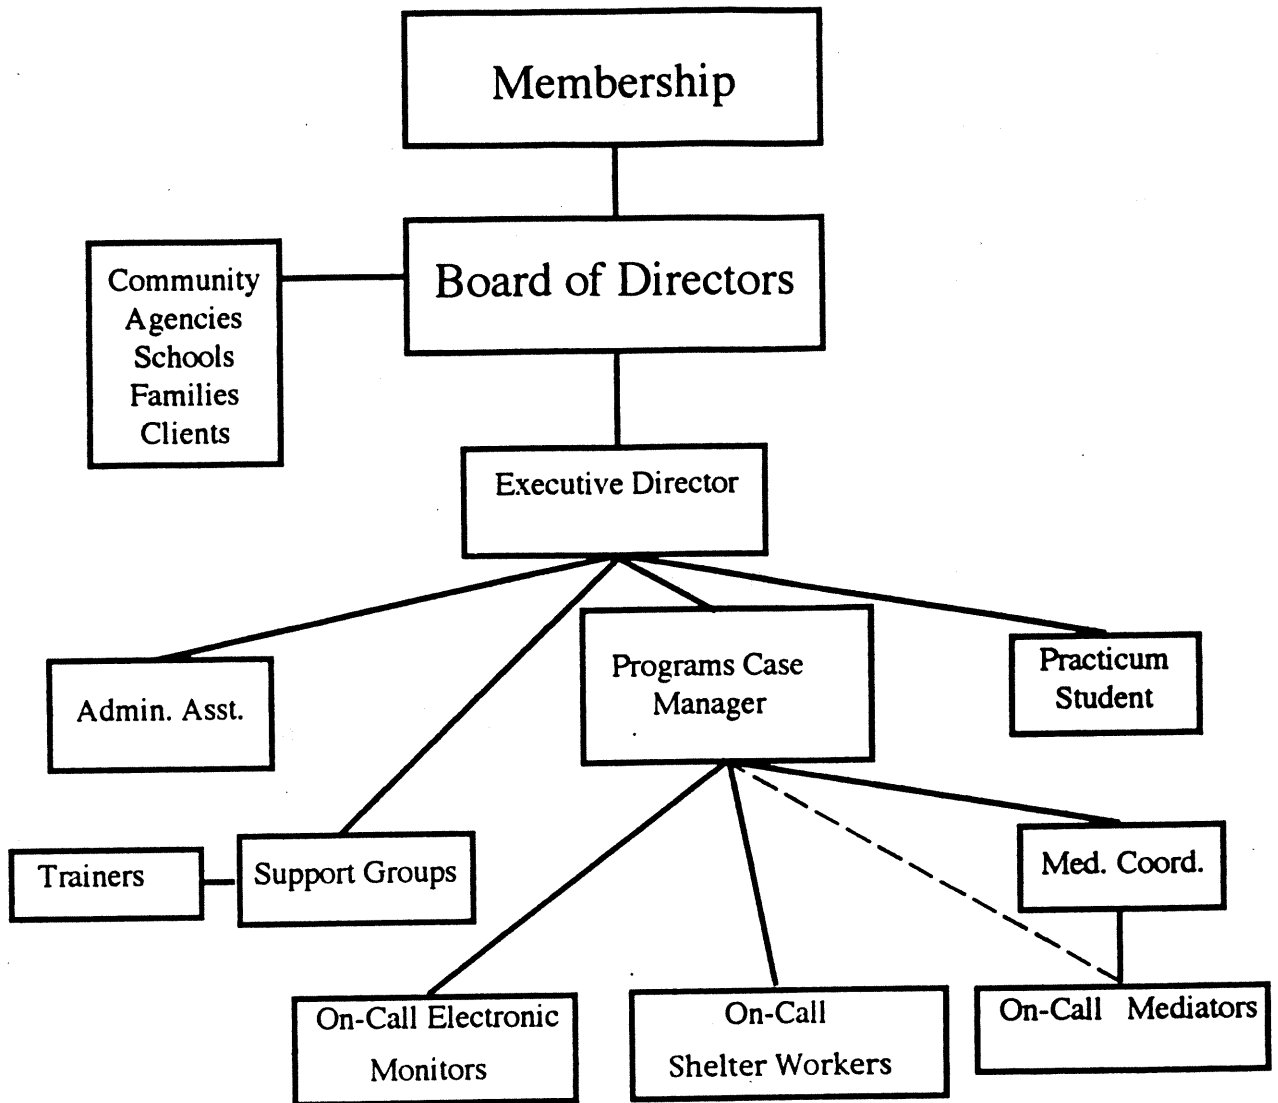 Membership
Board of Directors
Community
Agencies
Schools
Families
Clients
Executive Director
Admin. Asst.
Programs Case
Manager
Practicum
Student
Trainers
Support Groups
Med. Coord.
On-Call Electronic
Monitors
On-Call
Shelter Workers
On-Call Mediators